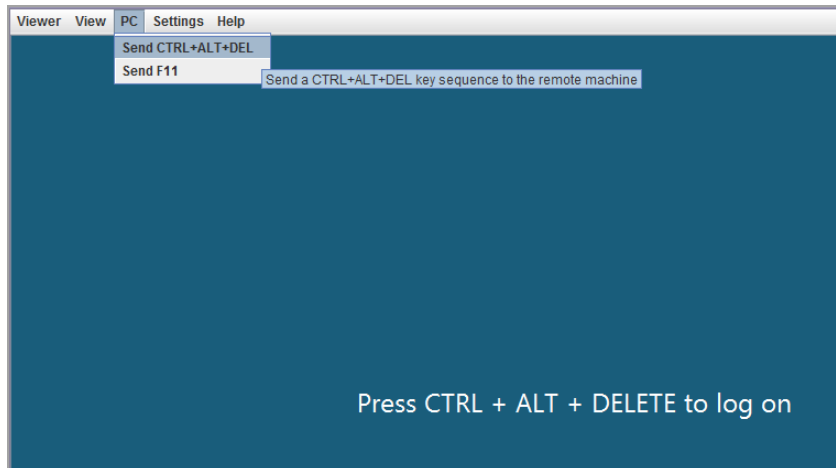 Viewer View PC Settings Help
Send CTRL+ALT+DEL
Send F11
Send a CTRL+ALT+DEL key sequence to the remote machine
Press CTRL + ALT + DELETE to log on